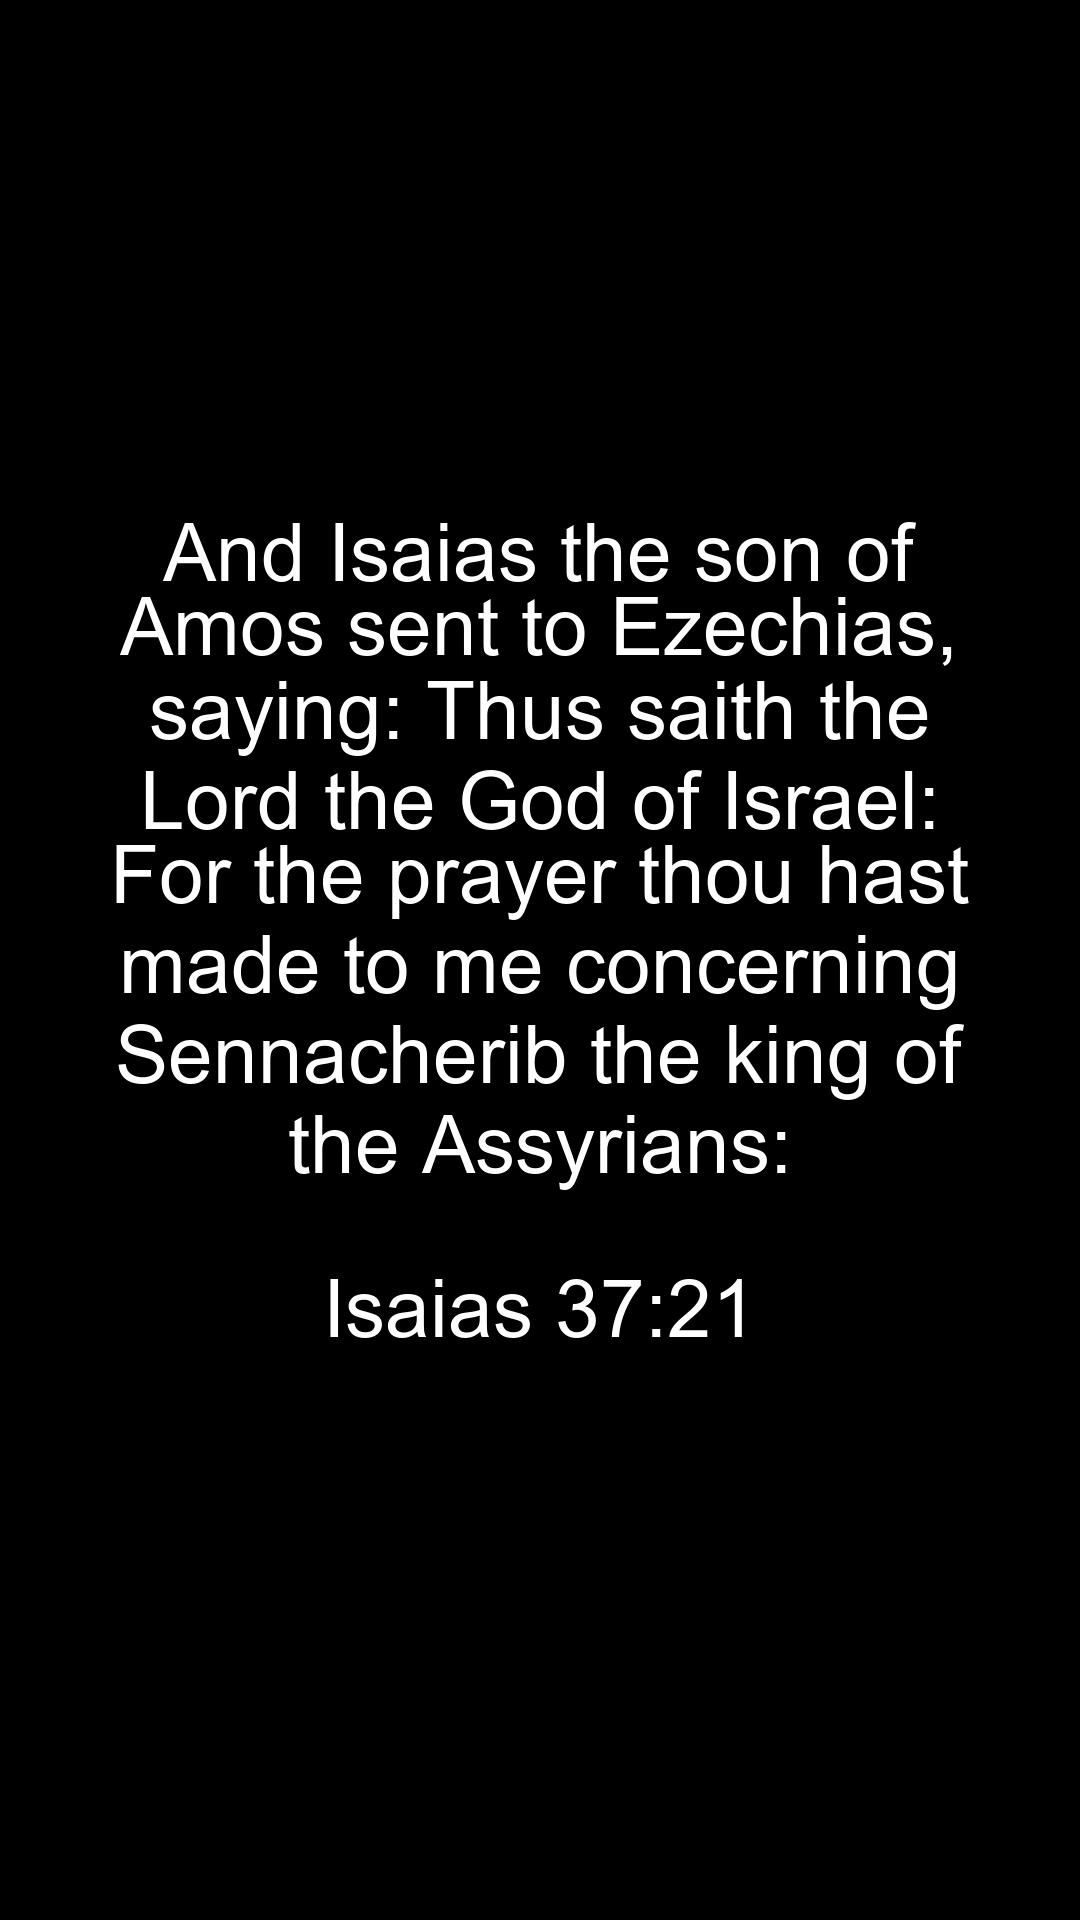 And Isaias the son of
Amos sent to Ezechias,
saying: Thus saith the
Lord the God of Israel:
For the prayer thou hast
made to me concerning
Sennacherib the king of
the Assyrians:
Isaias 37:21